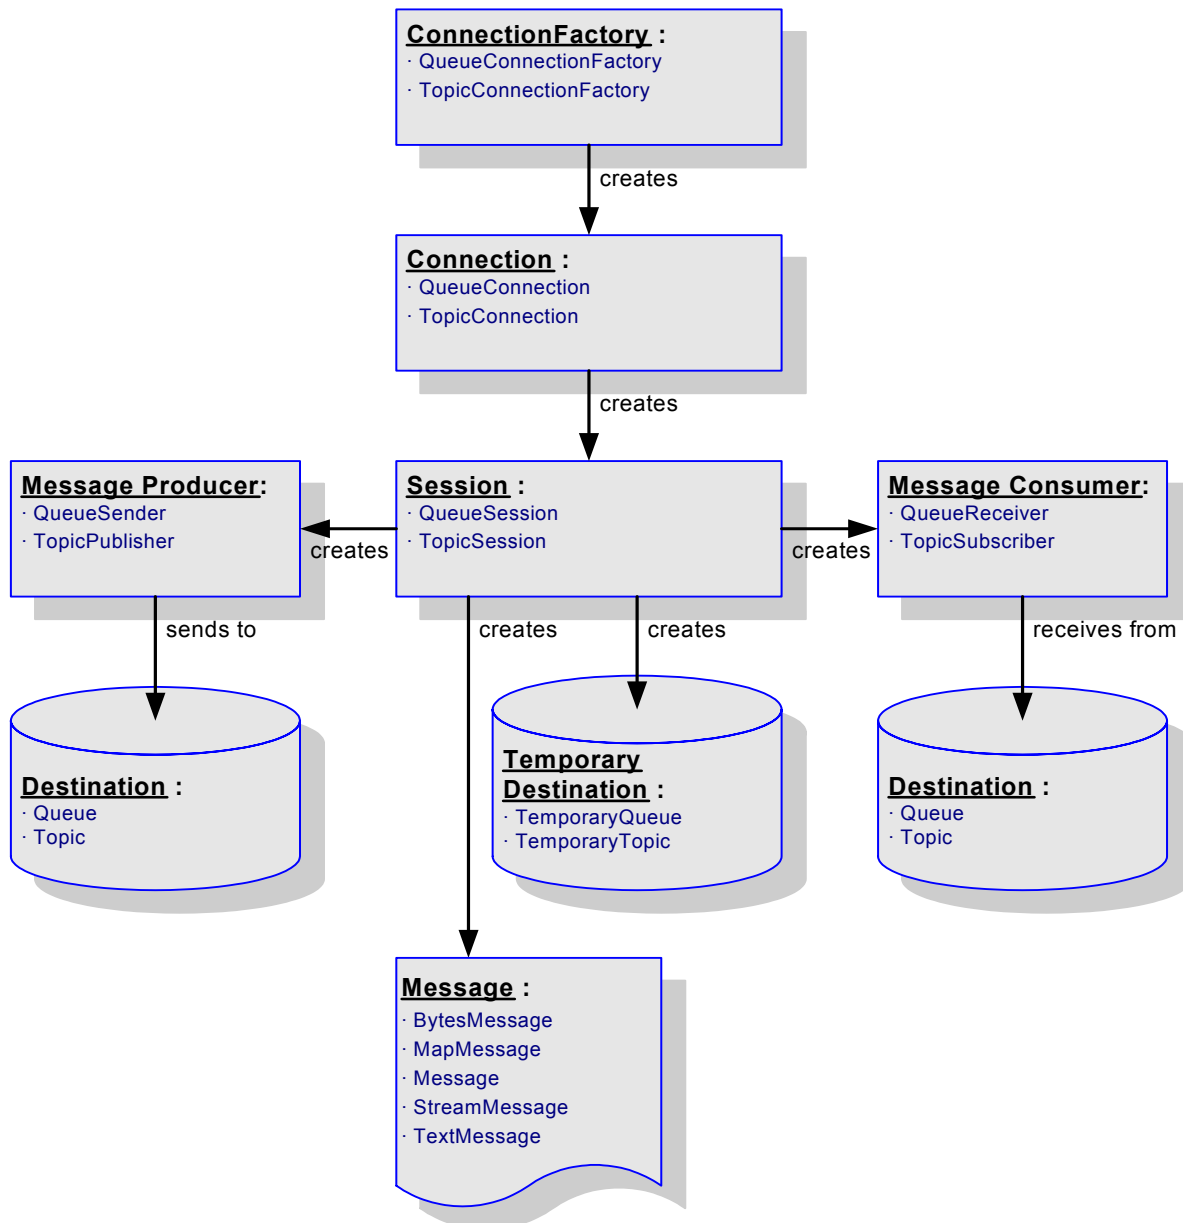 ConnectionFactory :
· QueueConnectionFactory
· TopicConnectionFactory
creates
Connection :
· QueueConnection
· TopicConnection
creates
Message Producer:
· QueueSender
· TopicPublisher
creates
Session :
· QueueSession
· TopicSession
creates
Message Consumer:
· QueueReceiver
· TopicSubscriber
sends to
creates
creates
receives from
Destination :
· Queue
· Topic
Temporary
Destination :
· TemporaryQueue
· TemporaryTopic
Destination :
· Queue
· Topic
Message :
· BytesMessage
· MapMessage
· Message
· StreamMessage
· TextMessage